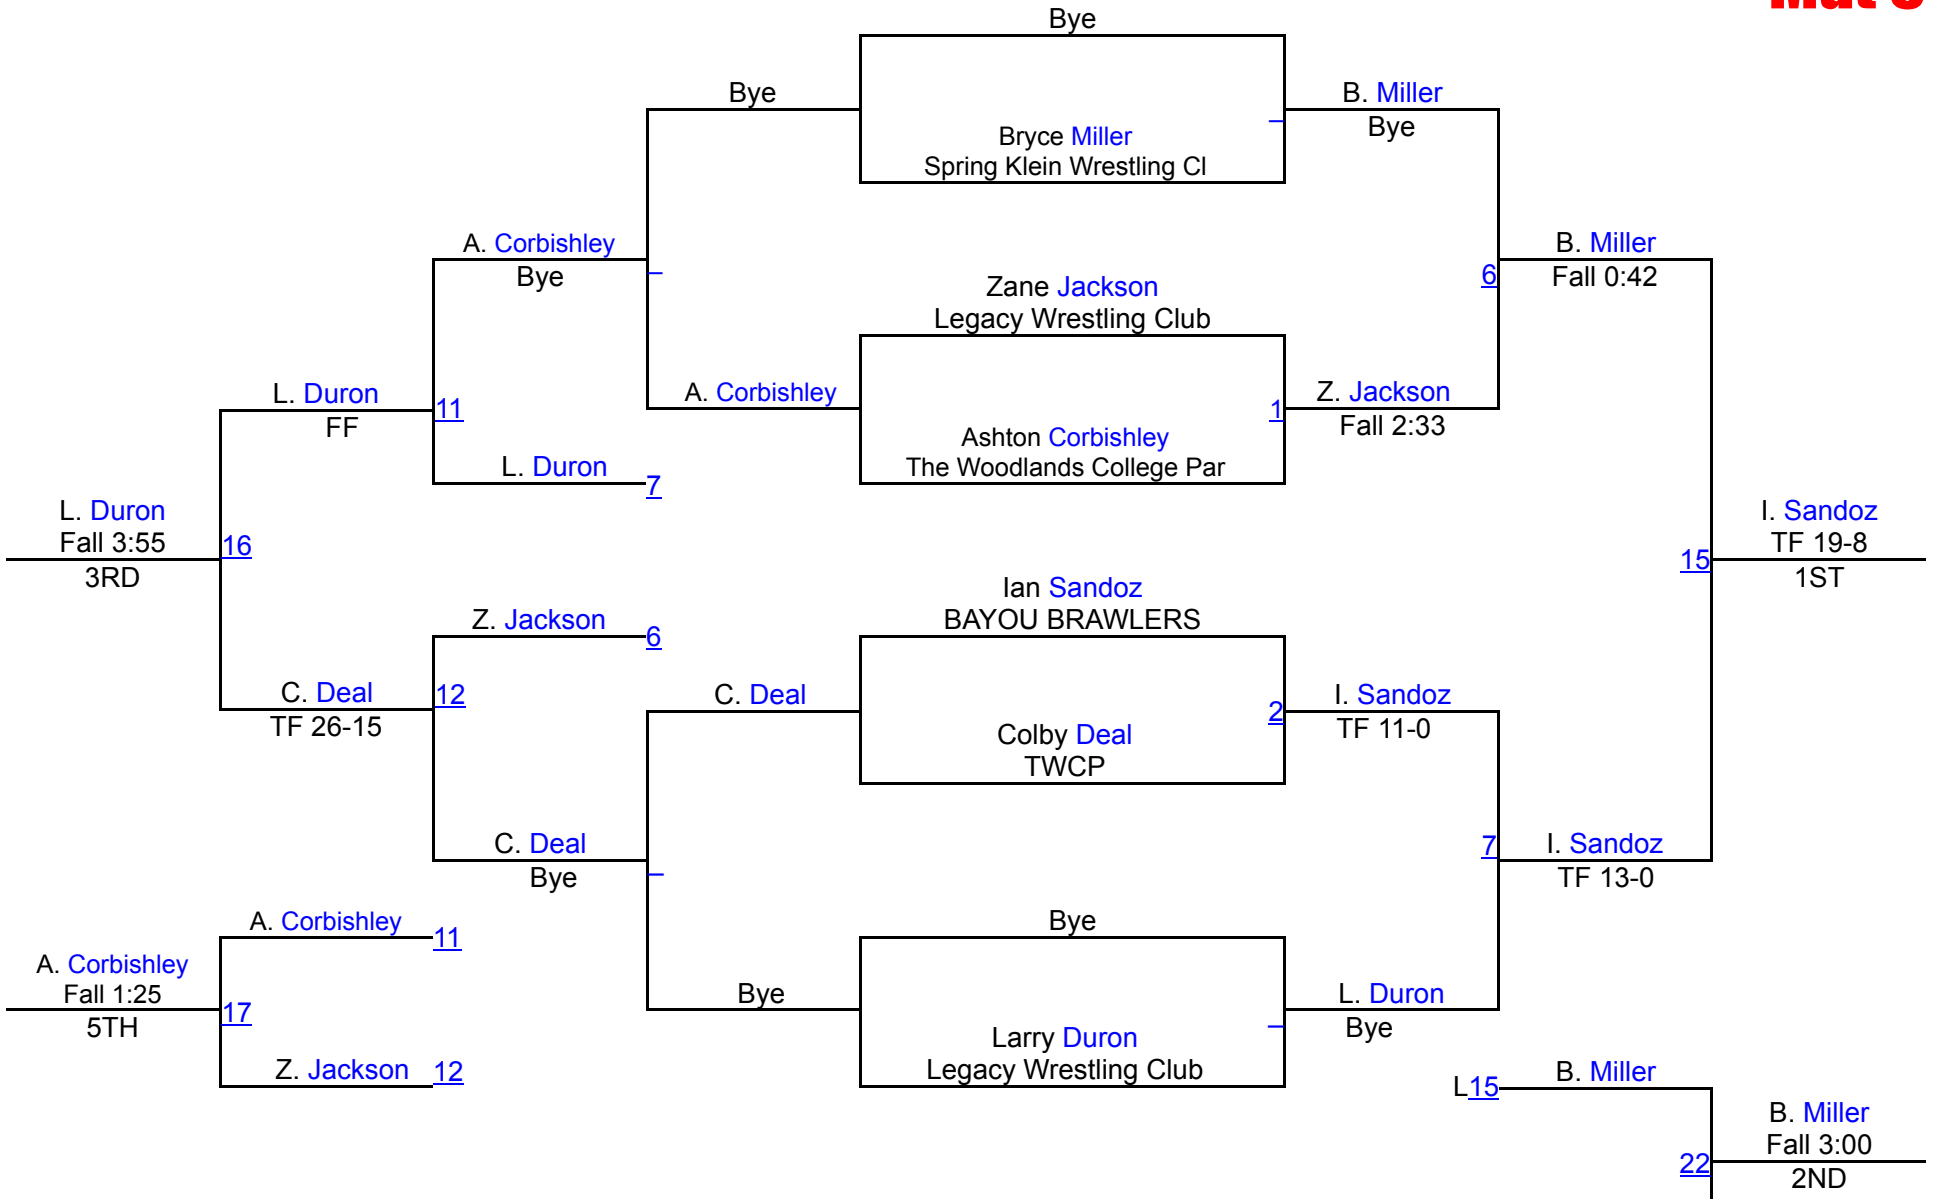 Bye
Bye
B. Miller
Bye
Bryce Miller
Spring Klein Wrestling Cl
A. Corbishley
Bye
B. Miller
6
Fall 0:42
Zane Jackson
Legacy Wrestling Club
L. Duron
11
FF
A. Corbishley
1
Z. Jackson
Fall 2:33
Ashton Corbishley
The Woodlands College Par
L. Duron
7
L. Duron
Fall 3:55
16
3RD
I. Sandoz
TF 19-8
15
1ST
Ian Sandoz
BAYOU BRAWLERS
Z. Jackson
6
C. Deal
12
TF 26-15
C. Deal
2
I. Sandoz
TF 11-0
Colby Deal
TWCP
C. Deal
Bye
7
I. Sandoz
TF 13-0
A. Corbishley
11
Bye
A. Corbishley
Fall 1:25
17
5TH
Bye
L. Duron
Bye
Larry Duron
Legacy Wrestling Club
Z. Jackson
12
L15
B. Miller
B. Miller
Fall 3:00
22
2ND